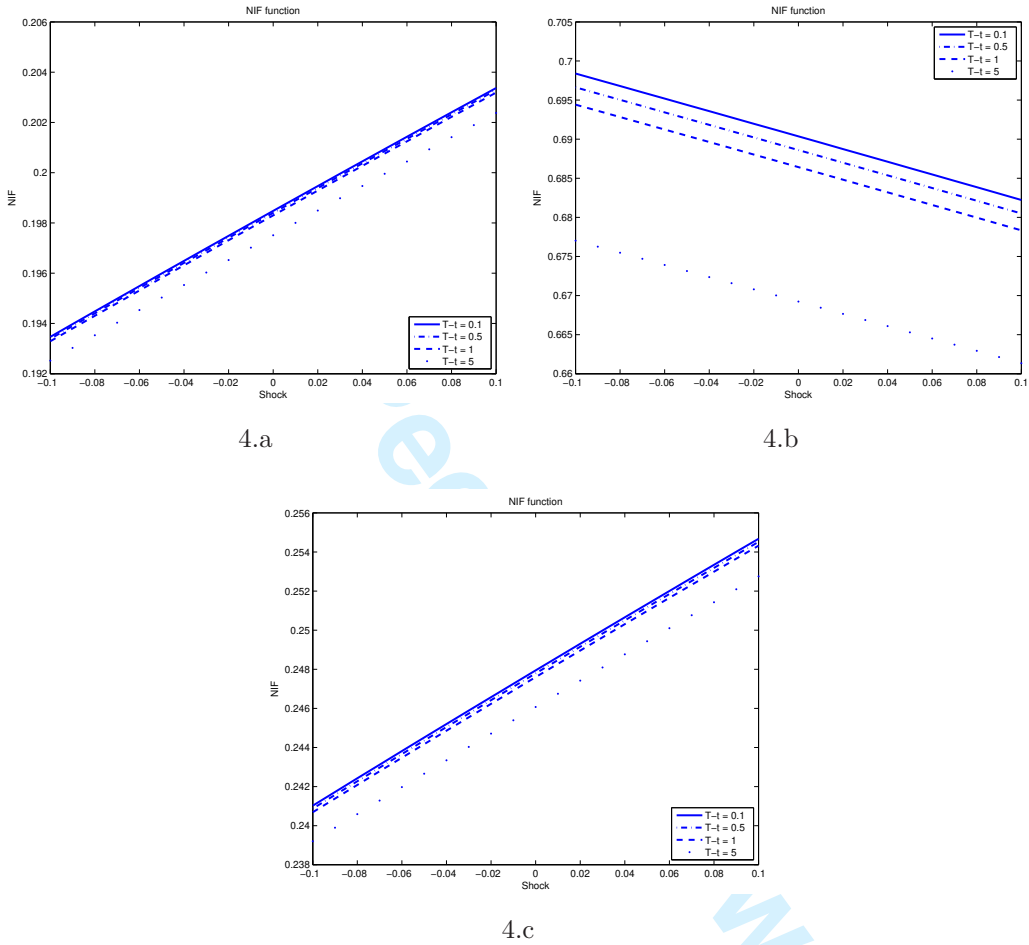 NIF function
0.206
0.204
0.202
0.2
0.198
0.196
0.194
0.192
NIF
−0.1 −0.08 −0.06 −0.04 −0.02 0 0.02 0.04 0.06 0.08 0.1
Shock
T−t = 0.1
T−t = 0.5
T−t = 1
T−t = 5
4.a
NIF function
0.705
0.7
0.695
0.69
0.685
0.68
0.675
0.67
0.665
0.66
NIF
−0.1 −0.08 −0.06 −0.04 −0.02 0 0.02 0.04 0.06 0.08 0.1
Shock
T−t = 0.1
T−t = 0.5
T−t = 1
T−t = 5
4.b
NIF function
0.256
0.254
0.252
0.25
0.248
0.246
0.244
0.242
0.24
0.238
NIF
−0.1 −0.08 −0.06 −0.04 −0.02 0 0.02 0.04 0.06 0.08 0.1
Shock
T−t = 0.1
T−t = 0.5
T−t = 1
T−t = 5
4.c